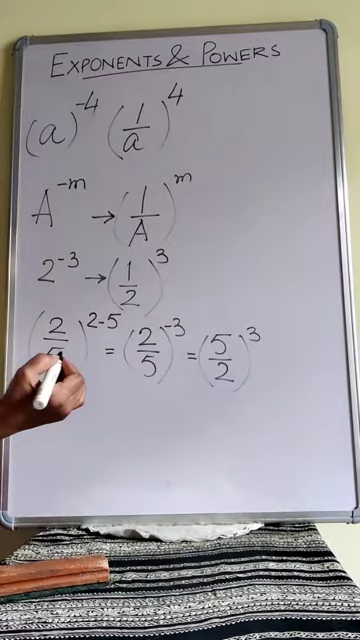 EXPONENTS & POWERS
(a)^-4 (1/a)^4
A^-m → (1/A)^m
2^-3 → (1/2)^3
(2/5)^2-5 = (2/5)^-3 = (5/2)^3